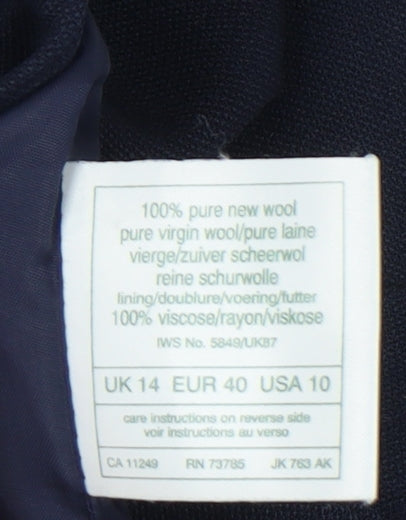 100% pure new wool
pure virgin wool/pure laine
vierge/zuiver scheerwol
reine schurwolle
lining/doublure/voering/futter
100% viscose/rayon/viskose
IWS No. 5849/UK87
UK 14 EUR 40 USA 10
care instructions on reverse side
voir instructions au verso
CA 11249 RN 73785 JK 763 AK